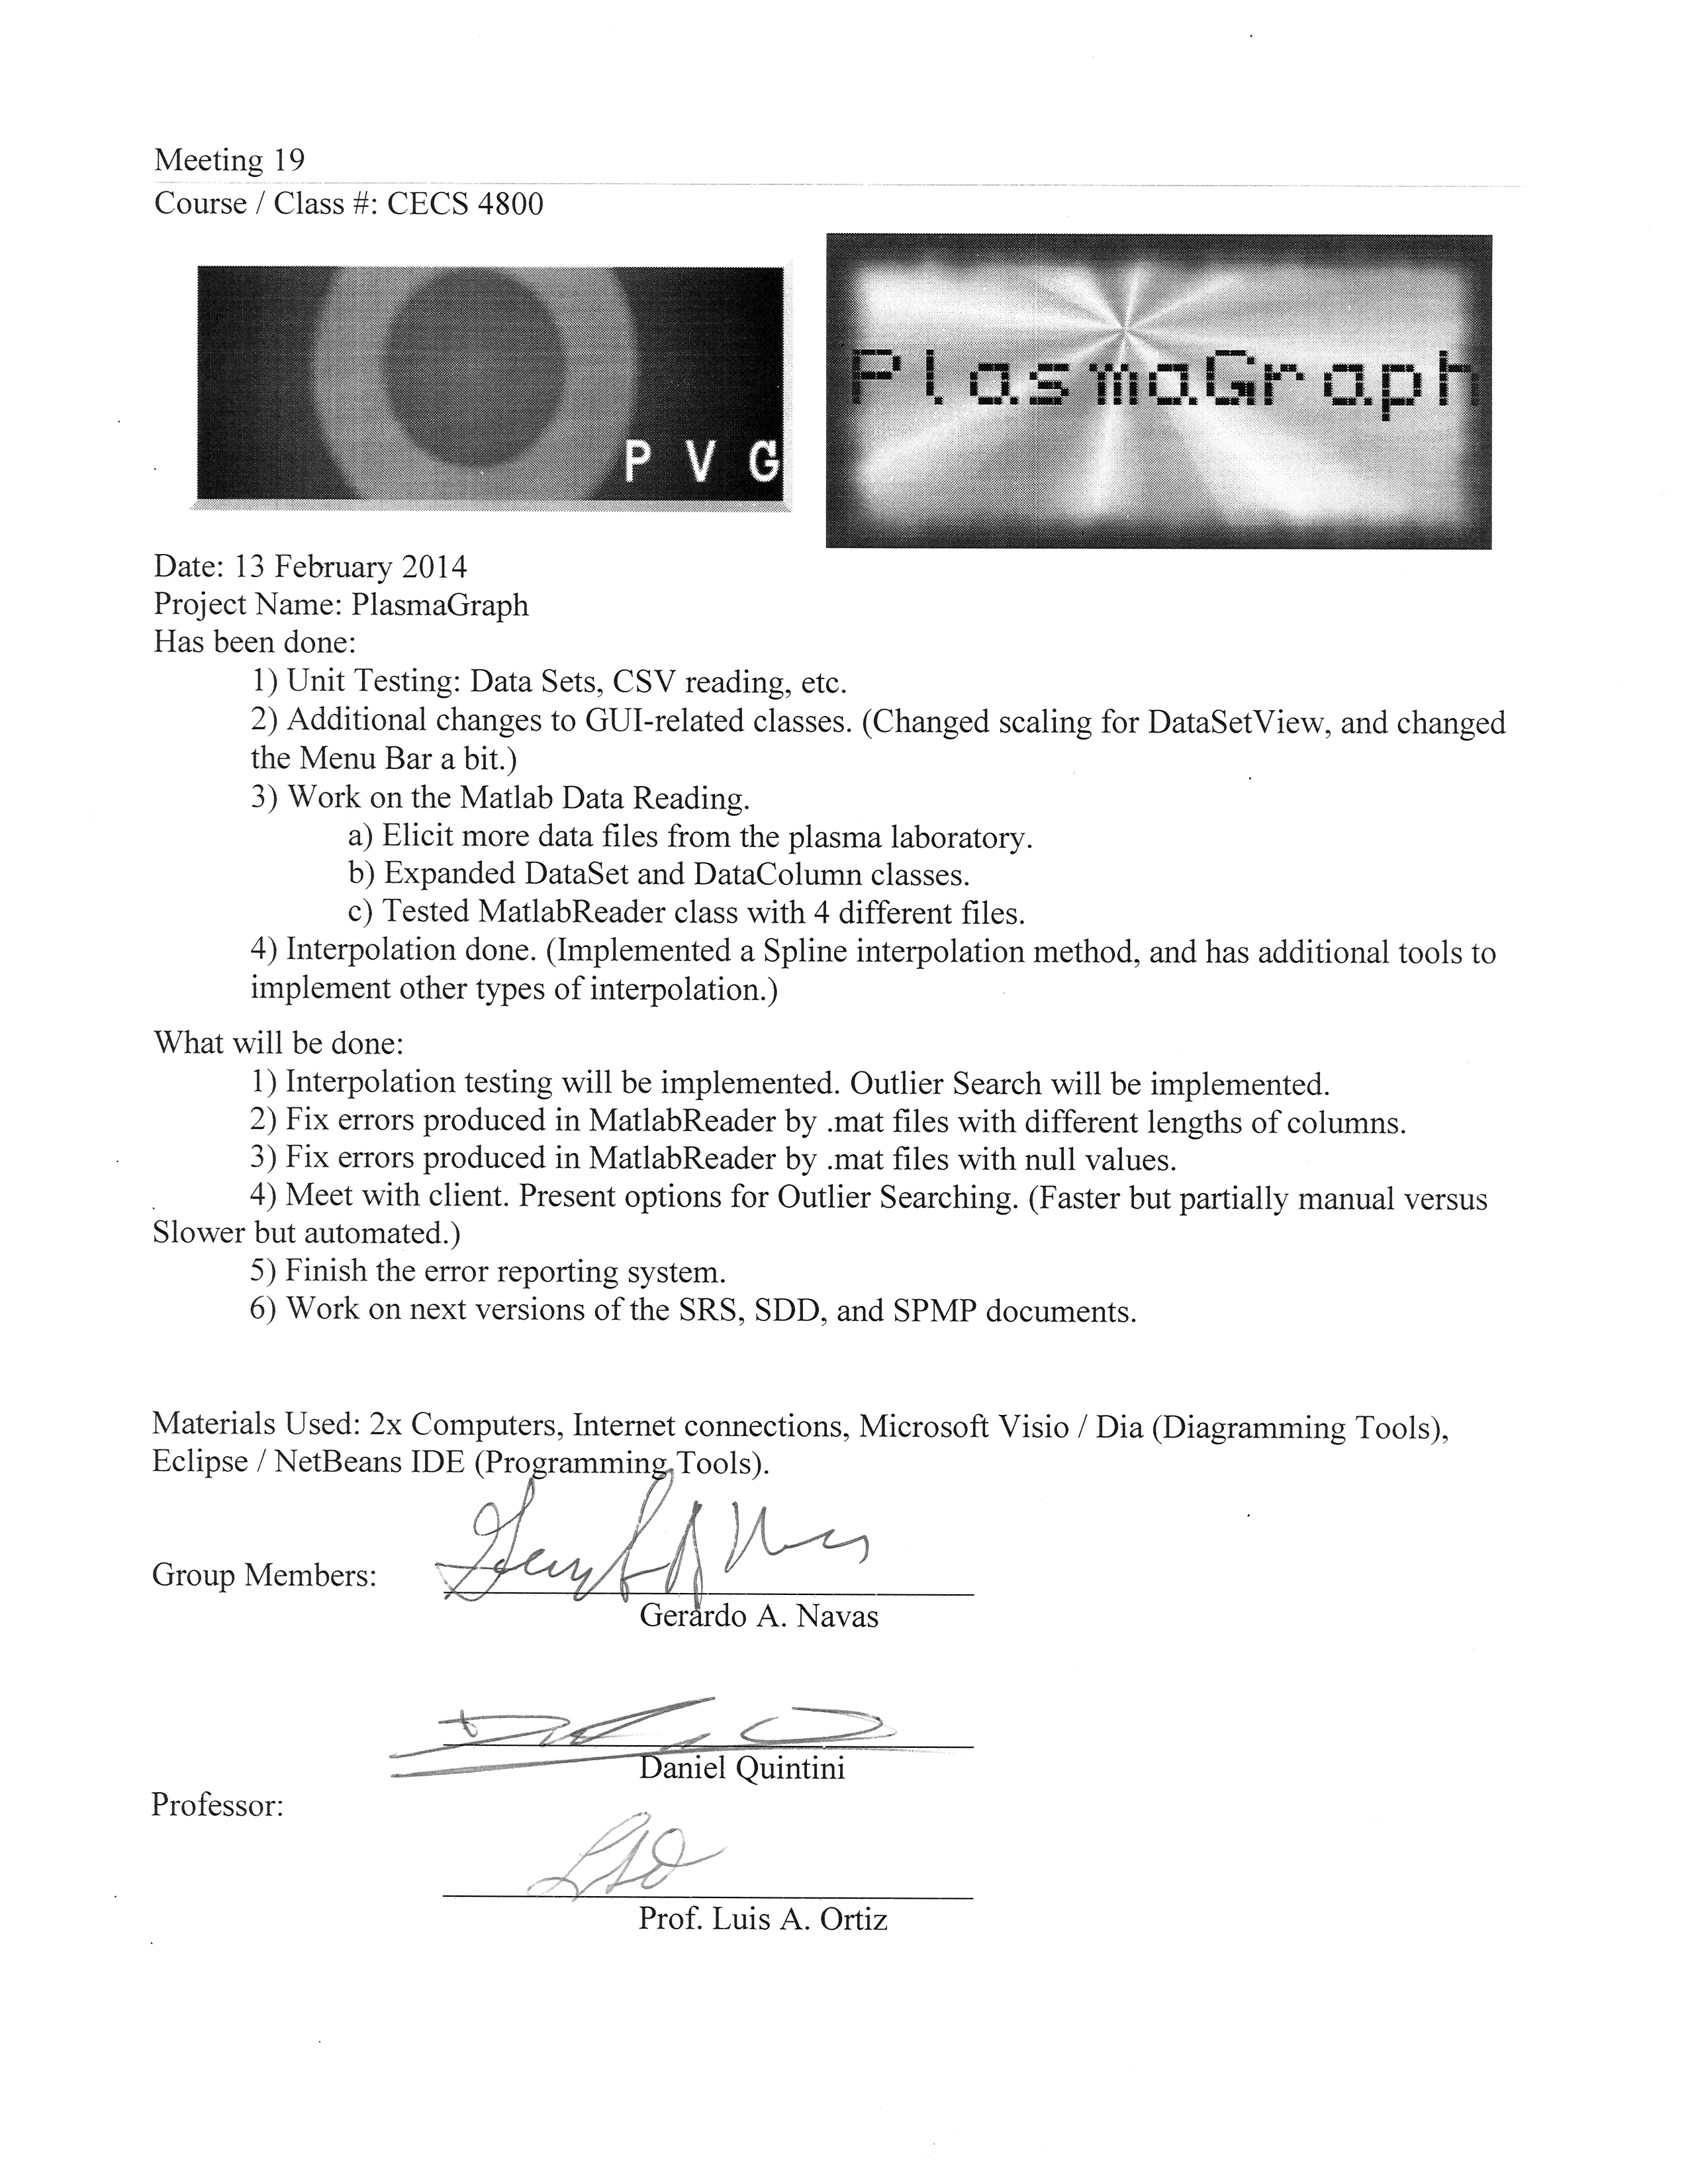 Meeting 19
Course / Class #: CECS 4800
P V G
PlasmaGraph
Date: 13 February 2014
Project Name: PlasmaGraph
Has been done:
1) Unit Testing: Data Sets, CSV reading, etc.
2) Additional changes to GUI-related classes. (Changed scaling for DataSetView, and changed
the Menu Bar a bit.)
3) Work on the Matlab Data Reading.
a) Elicit more data files from the plasma laboratory.
b) Expanded DataSet and DataColumn classes.
c) Tested MatlabReader class with 4 different files.
4) Interpolation done. (Implemented a Spline interpolation method, and has additional tools to
implement other types of interpolation.)
What will be done:
1) Interpolation testing will be implemented. Outlier Search will be implemented.
2) Fix errors produced in MatlabReader by .mat files with different lengths of columns.
3) Fix errors produced in MatlabReader by .mat files with null values.
4) Meet with client. Present options for Outlier Searching. (Faster but partially manual versus
Slower but automated.)
5) Finish the error reporting system.
6) Work on next versions of the SRS, SDD, and SPMP documents.
Materials Used: 2x Computers, Internet connections, Microsoft Visio / Dia (Diagramming Tools),
Eclipse / NetBeans IDE (Programming Tools).
Group Members:
Gerardo A. Navas
Daniel Quintini
Professor:
Prof. Luis A. Ortiz